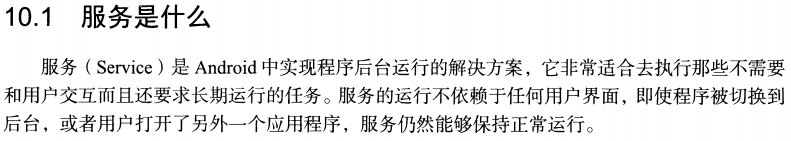 10.1 服务是什么
服务（Service）是 Android 中实现程序后台运行的解决方案，它非常适合去执行那些不需要
和用户交互而且还要求长期运行的任务。服务的运行不依赖于任何用户界面，即使程序被切换到
后台，或者用户打开了另外一个应用程序，服务仍然能够保持正常运行。